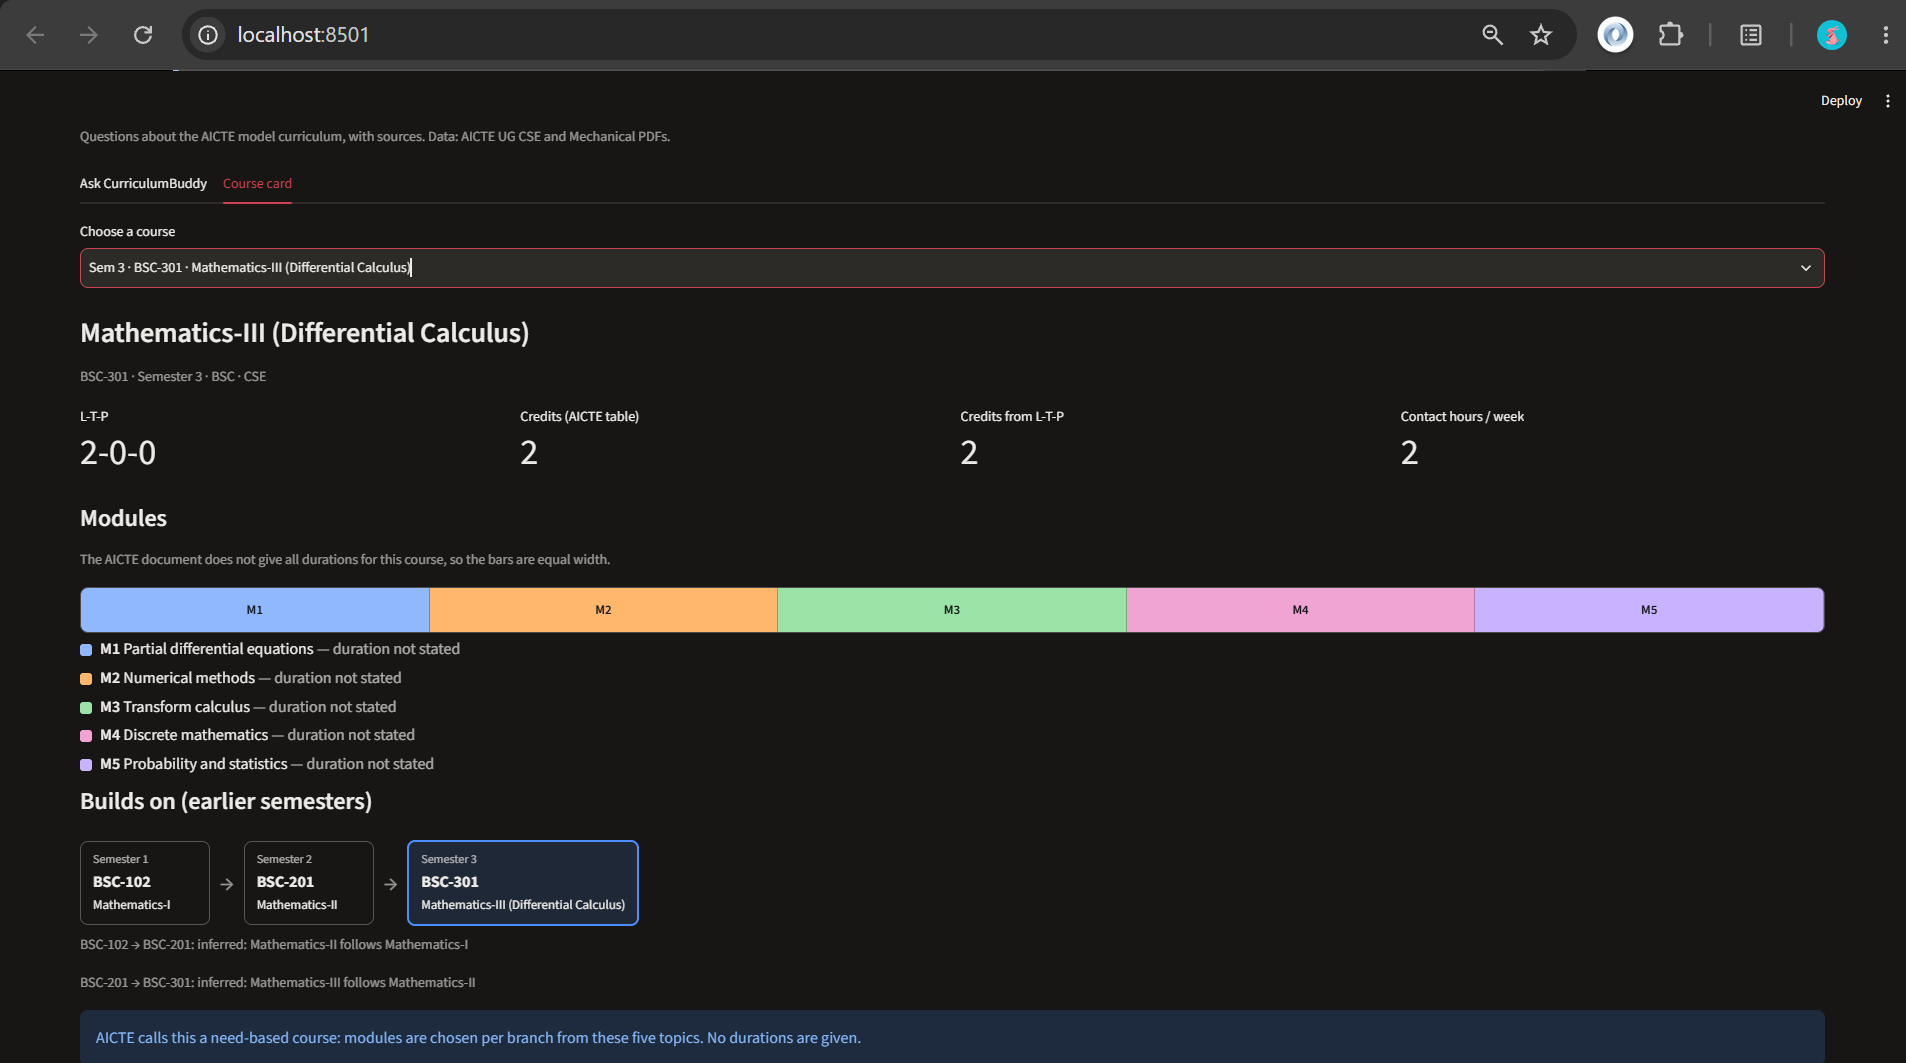 localhost:8501
Deploy
Questions about the AICTE model curriculum, with sources. Data: AICTE UG CSE and Mechanical PDFs.
Ask CurriculumBuddy Course card
Choose a course
Sem 3 · BSC-301 · Mathematics-III (Differential Calculus)
Mathematics-III (Differential Calculus)
BSC-301 · Semester 3 · BSC · CSE
L-T-P Credits (AICTE table) Credits from L-T-P Contact hours / week
2-0-0 2 2 2
Modules
The AICTE document does not give all durations for this course, so the bars are equal width.
M1 M2 M3 M4 M5
M1 Partial differential equations — duration not stated
M2 Numerical methods — duration not stated
M3 Transform calculus — duration not stated
M4 Discrete mathematics — duration not stated
M5 Probability and statistics — duration not stated
Builds on (earlier semesters)
Semester 1
BSC-102
Mathematics-I
→
Semester 2
BSC-201
Mathematics-II
→
Semester 3
BSC-301
Mathematics-III (Differential Calculus)
BSC-102 → BSC-201: inferred: Mathematics-II follows Mathematics-I
BSC-201 → BSC-301: inferred: Mathematics-III follows Mathematics-II
AICTE calls this a need-based course: modules are chosen per branch from these five topics. No durations are given.